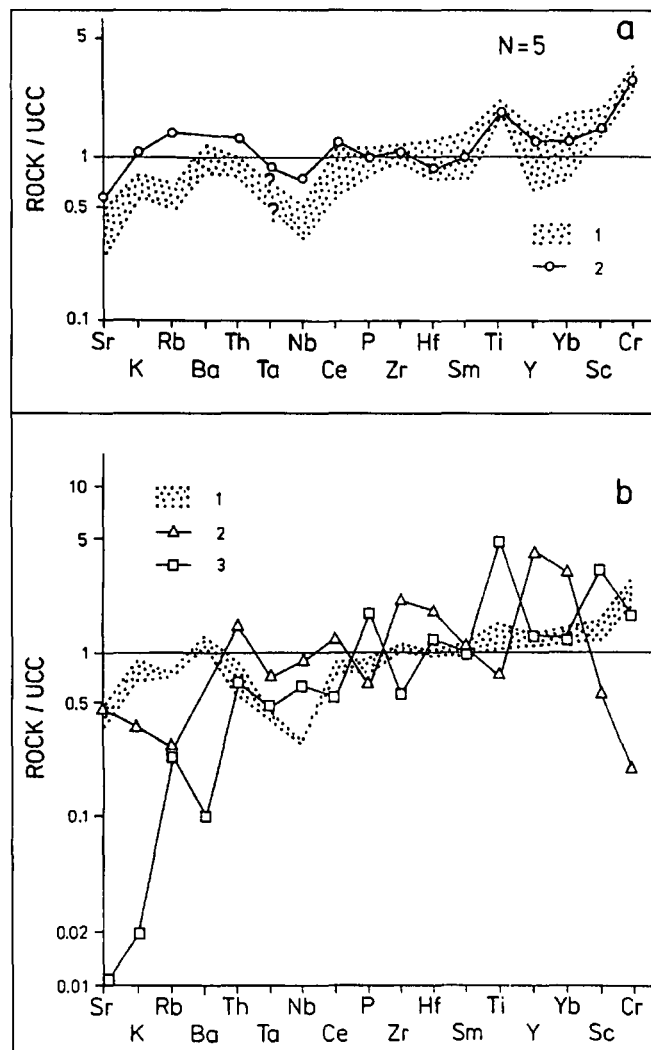 a
N=5
5
1
0.5
0.1
ROCK / UCC
?
?
1
2
Sr Rb Th Nb P Hf Ti Yb Cr
K Ba Ta Ce Zr Sm Y Sc
b
10
5
1
0.5
0.1
0.02
0.01
ROCK / UCC
1
2
3
Sr Rb Th Nb P Hf Ti Yb Cr
K Ba Ta Ce Zr Sm Y Sc